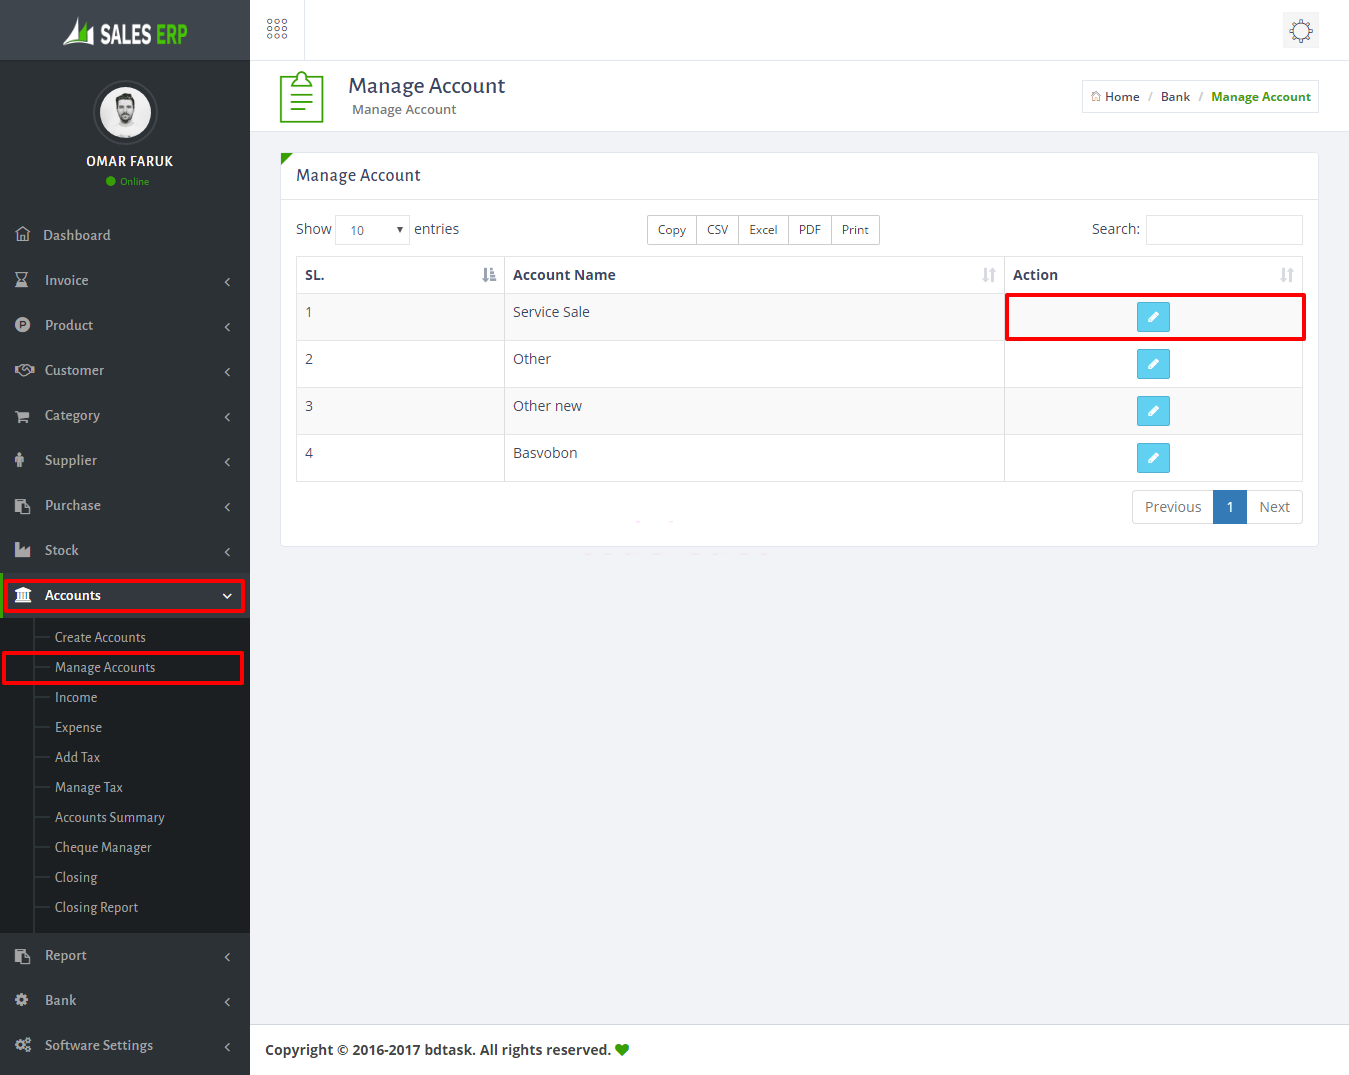 SALES ERP
OMAR FARUK
Online
Dashboard
Invoice
Product
Customer
Category
Supplier
Purchase
Stock
Accounts
Create Accounts
Manage Accounts
Income
Expense
Add Tax
Manage Tax
Accounts Summary
Cheque Manager
Closing
Closing Report
Report
Bank
Software Settings
Manage Account
Manage Account
Home / Bank / Manage Account
Manage Account
Show 10 entries
Copy CSV Excel PDF Print
Search:
SL. Account Name Action
1 Service Sale
2 Other
3 Other new
4 Basvobon
Previous 1 Next
Copyright © 2016-2017 bdtask. All rights reserved.